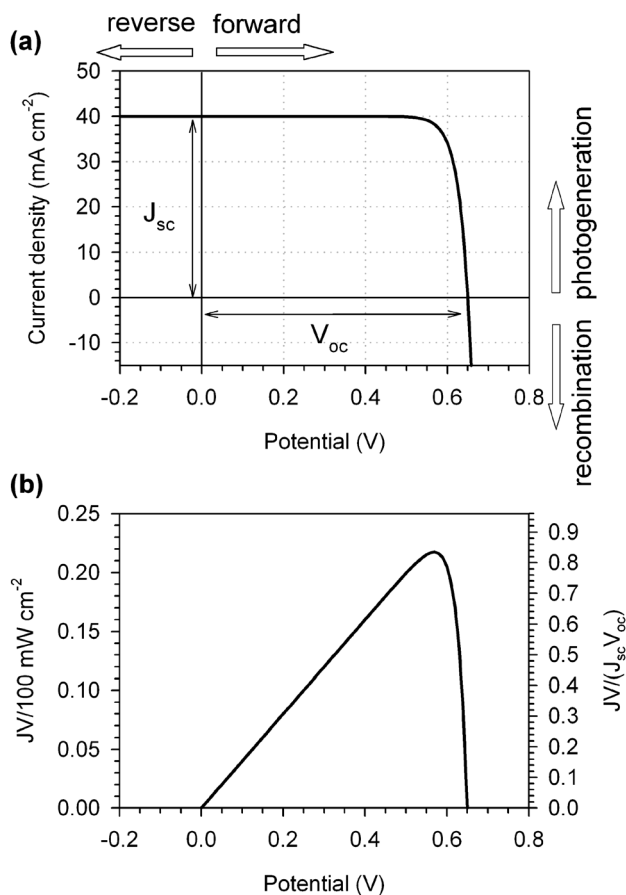 reverse forward
(a)
50
40
30
20
10
0
-10
Current density (mA cm-2)
Jsc
Voc
-0.2 0.0 0.2 0.4 0.6 0.8
Potential (V)
photogeneration
recombination
(b)
0.25
0.20
0.15
0.10
0.05
0.00
JV/100 mW cm-2
0.9
0.8
0.7
0.6
0.5
0.4
0.3
0.2
0.1
0.0
JV/(JscVoc)
-0.2 0.0 0.2 0.4 0.6 0.8
Potential (V)